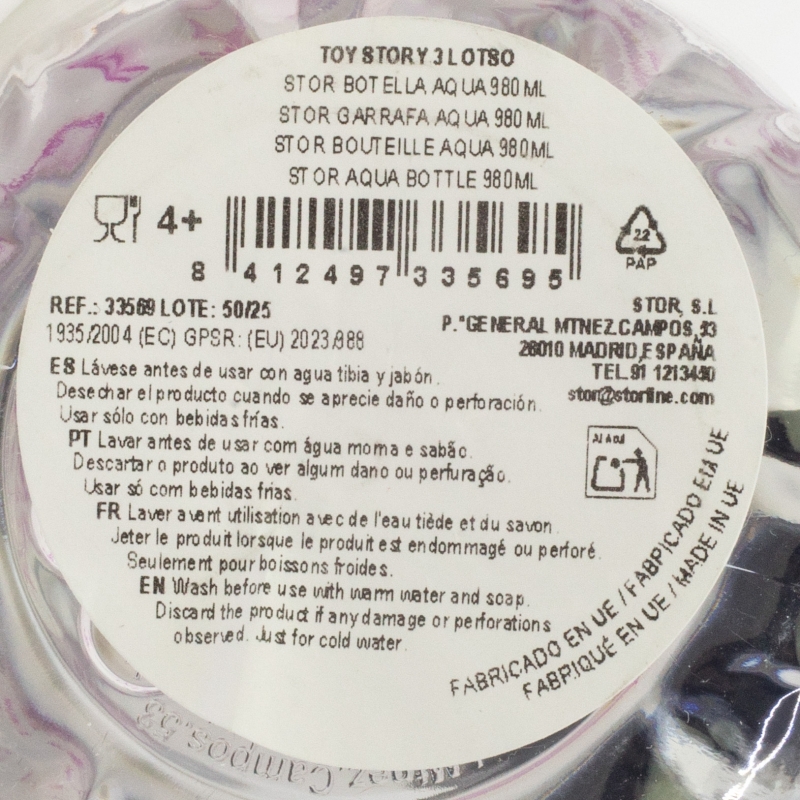 TOY STORY 3 LOTSO
STOR BOTELLA AQUA 980 ML
STOR GARRAFA AQUA 980 ML
STOR BOUTEILLE AQUA 980 ML
STOR AQUA BOTTLE 980 ML
4+
8 412497 335695
22
PAP
REF.: 33569 LOTE: 50/25
1935/2004 (EC) GPSR: (EU) 2023/988
STOR, S.L
P.º GENERAL MTNEZ.CAMPOS,53
28010 MADRID,ESPAÑA
TEL.91 1213450
stor@storline.com
ES Lávese antes de usar con agua tibia y jabón.
Desechar el producto cuando se aprecie daño o perforación.
Usar sólo con bebidas frías.
PT Lavar antes de usar com água morna e sabão.
Descartar o produto ao ver algum dano ou perfuração.
Usar só com bebidas frias.
FR Laver avant utilisation avec de l'eau tiède et du savon.
Jeter le produit lorsque le produit est endommagé ou perforé.
Seulement pour boissons froides.
EN Wash before use with warm water and soap.
Discard the product if any damage or perforations
observed. Just for cold water.
FABRICADO EN UE / FABRICADO EM UE
FABRIQUÉ EN UE / MADE IN UE
Campos,53